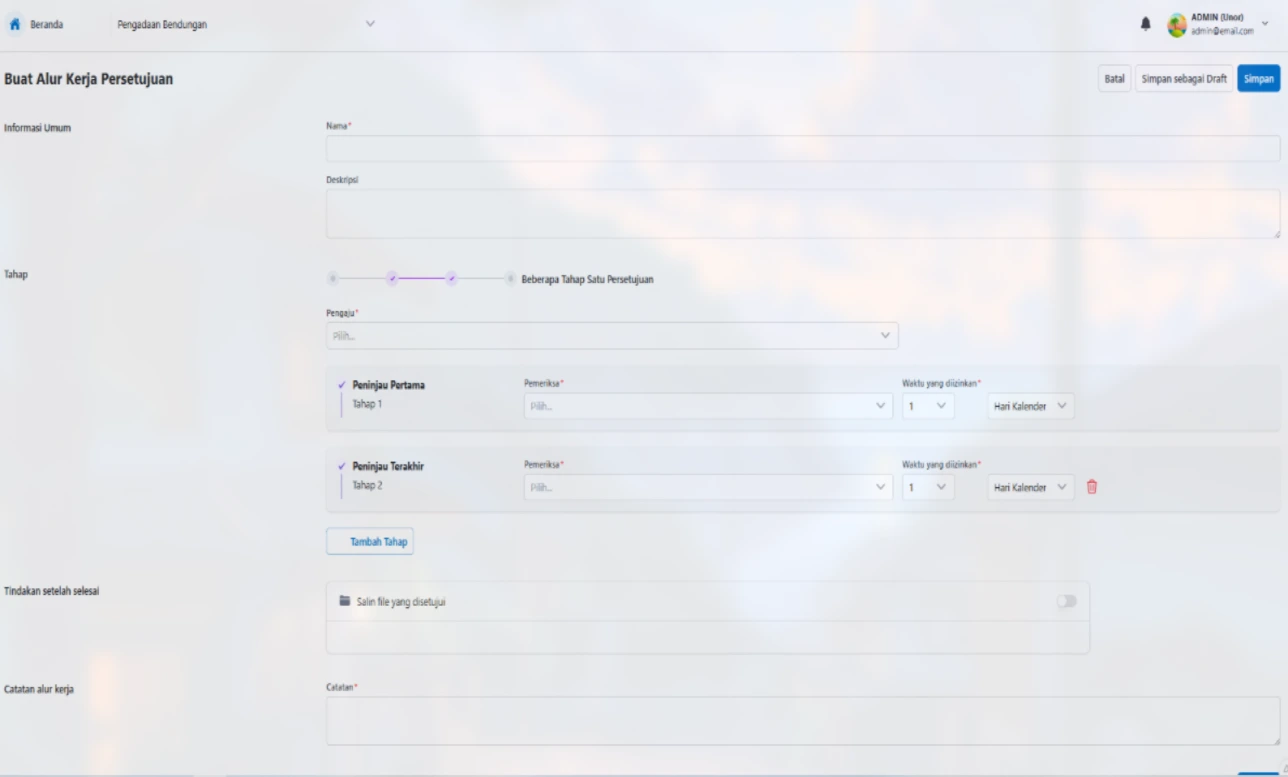 Beranda
Pengadaan Bendungan
ADMIN (Unor)
admin@email.com
Buat Alur Kerja Persetujuan
Batal
Simpan sebagai Draft
Simpan
Informasi Umum
Nama*
Deskripsi
Tahap
Beberapa Tahap Satu Persetujuan
Pengaju*
Pilih...
Peninjau Pertama
Tahap 1
Pemeriksa*
Pilih...
Waktu yang diizinkan*
1
Hari Kalender
Peninjau Terakhir
Tahap 2
Pemeriksa*
Pilih...
Waktu yang diizinkan*
1
Hari Kalender
Tambah Tahap
Tindakan setelah selesai
Salin file yang disetujui
Catatan alur kerja
Catatan*